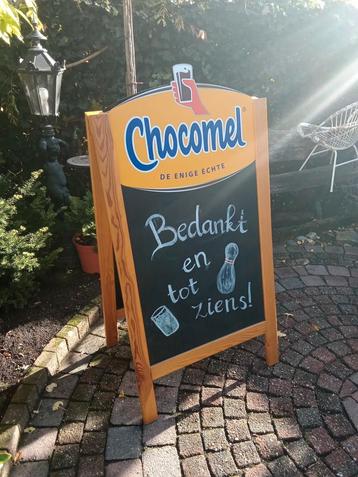 Chocomel
DE ENIGE ECHTE
Bedankt
en
tot
ziens!